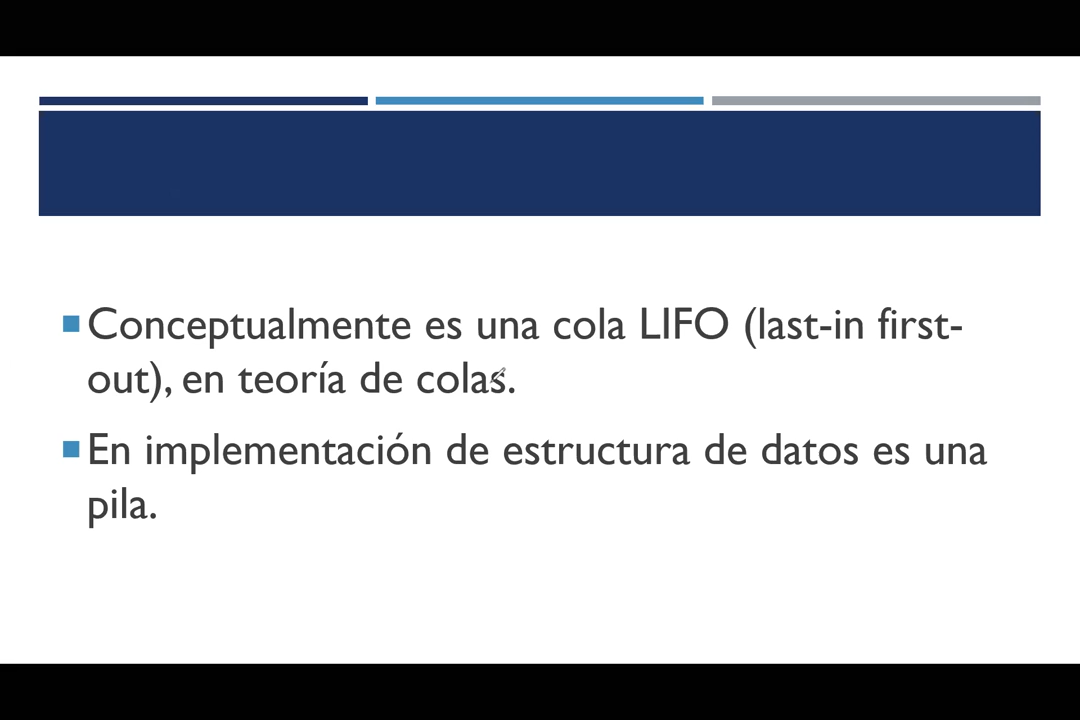 Conceptualmente es una cola LIFO (last-in first-
out), en teoría de colas.
En implementación de estructura de datos es una
pila.